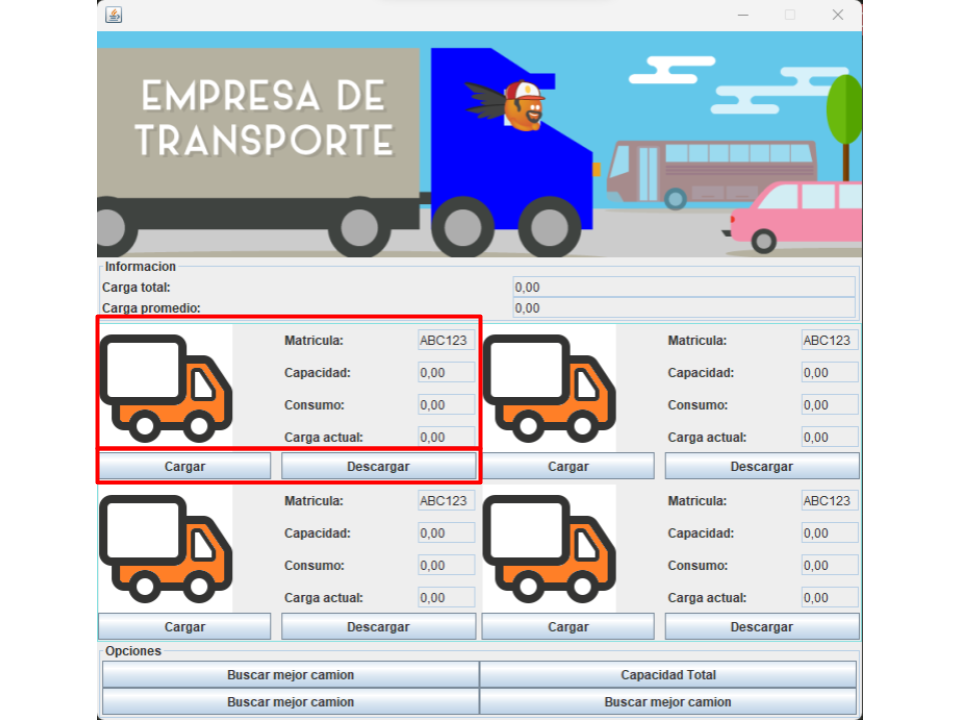 EMPRESA DE
TRANSPORTE
Informacion
Carga total: 0,00
Carga promedio: 0,00
Matricula: ABC123 Matricula: ABC123
Capacidad: 0,00 Capacidad: 0,00
Consumo: 0,00 Consumo: 0,00
Carga actual: 0,00 Carga actual: 0,00
Cargar Descargar Cargar Descargar
Matricula: ABC123 Matricula: ABC123
Capacidad: 0,00 Capacidad: 0,00
Consumo: 0,00 Consumo: 0,00
Carga actual: 0,00 Carga actual: 0,00
Cargar Descargar Cargar Descargar
Opciones
Buscar mejor camion Capacidad Total
Buscar mejor camion Buscar mejor camion